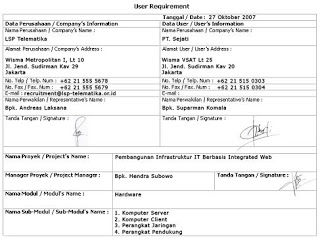 User Requirement
Tanggal / Date : 27 Oktober 2007
Data Perusahaan / Company's Information
Data User / User's Information
Nama Perusahaan / Company's Name :
Nama Perusahaan / Company's Name :
LSP Telematika
PT. Sejati
Alamat Perusahaan / Company's Address :
Alamat User / User's Address :
Wisma Metropolitan I, Lt 10
Wisma VSAT Lt 25
Jl. Jend. Sudirman Kav 29
Jl. Jend. Sudirman Kav 20
Jakarta
Jakarta
No. Telp / Telp. Num : +62 21 555 5678
No. Telp / Telp. Num : +62 21 515 0303
No. Fax / Fax. Num : +62 21 555 5679
No. Fax / Fax. Num : +62 21 515 0304
E-mail : recruitmen@lsp-telematika.or.id
E-mail :
Nama Perwakilan / Representative's Name :
Nama Perwakilan / Representative's Name :
Bpk. Andreas Laksana
Bpk. Suparman Komala
Tanda Tangan / Signature :
Tanda Tangan / Signature :
Nama Proyek / Project's Name :
Pembangunan Infrastruktur IT Berbasis Integrated Web
Manager Proyek / Project Manager :
Bpk. Hendra Subowo
Tanda Tangan / Signature :
Nama Modul / Modul's Name :
Hardware
Nama Sub-Modul / Sub-Modul's Name :
1. Komputer Server
2. Komputer Client
3. Perangkat Jaringan
4. Perangkat Pendukung